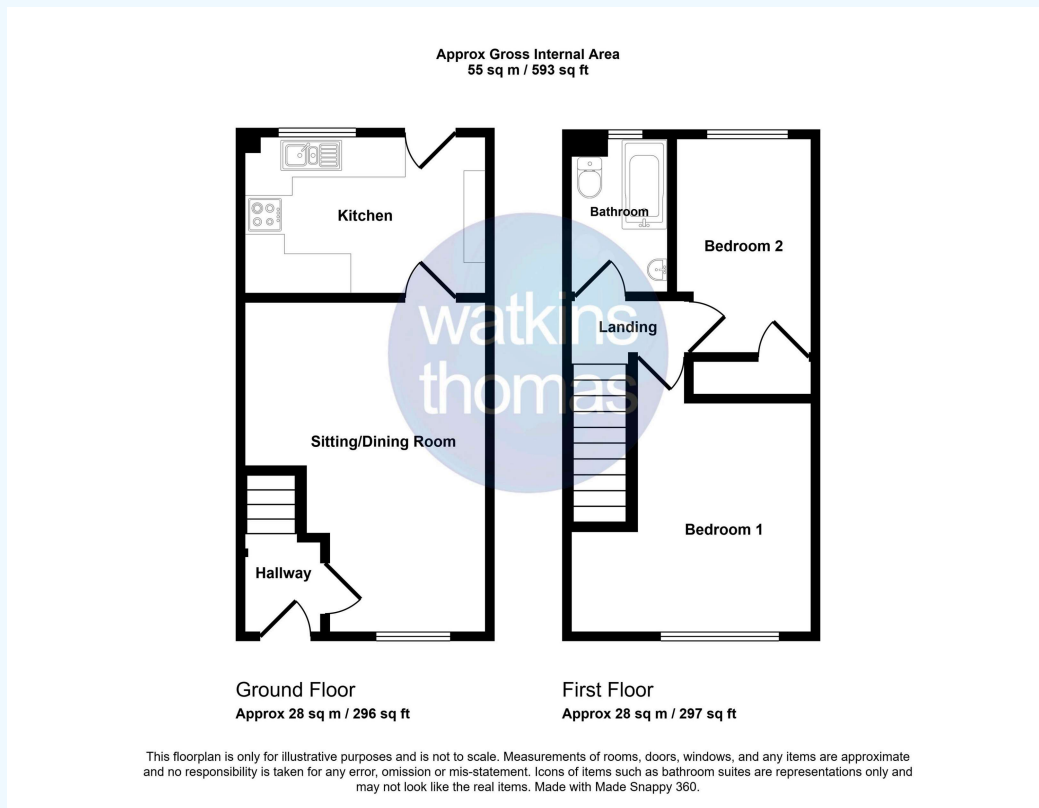 Approx Gross Internal Area
55 sq m / 593 sq ft
Kitchen
Sitting/Dining Room
Hallway
Bathroom
Bedroom 2
Landing
Bedroom 1
watkins
thomas
Ground Floor
Approx 28 sq m / 296 sq ft
First Floor
Approx 28 sq m / 297 sq ft
This floorplan is only for illustrative purposes and is not to scale. Measurements of rooms, doors, windows, and any items are approximate
and no responsibility is taken for any error, omission or mis-statement. Icons of items such as bathroom suites are representations only and
may not look like the real items. Made with Made Snappy 360.